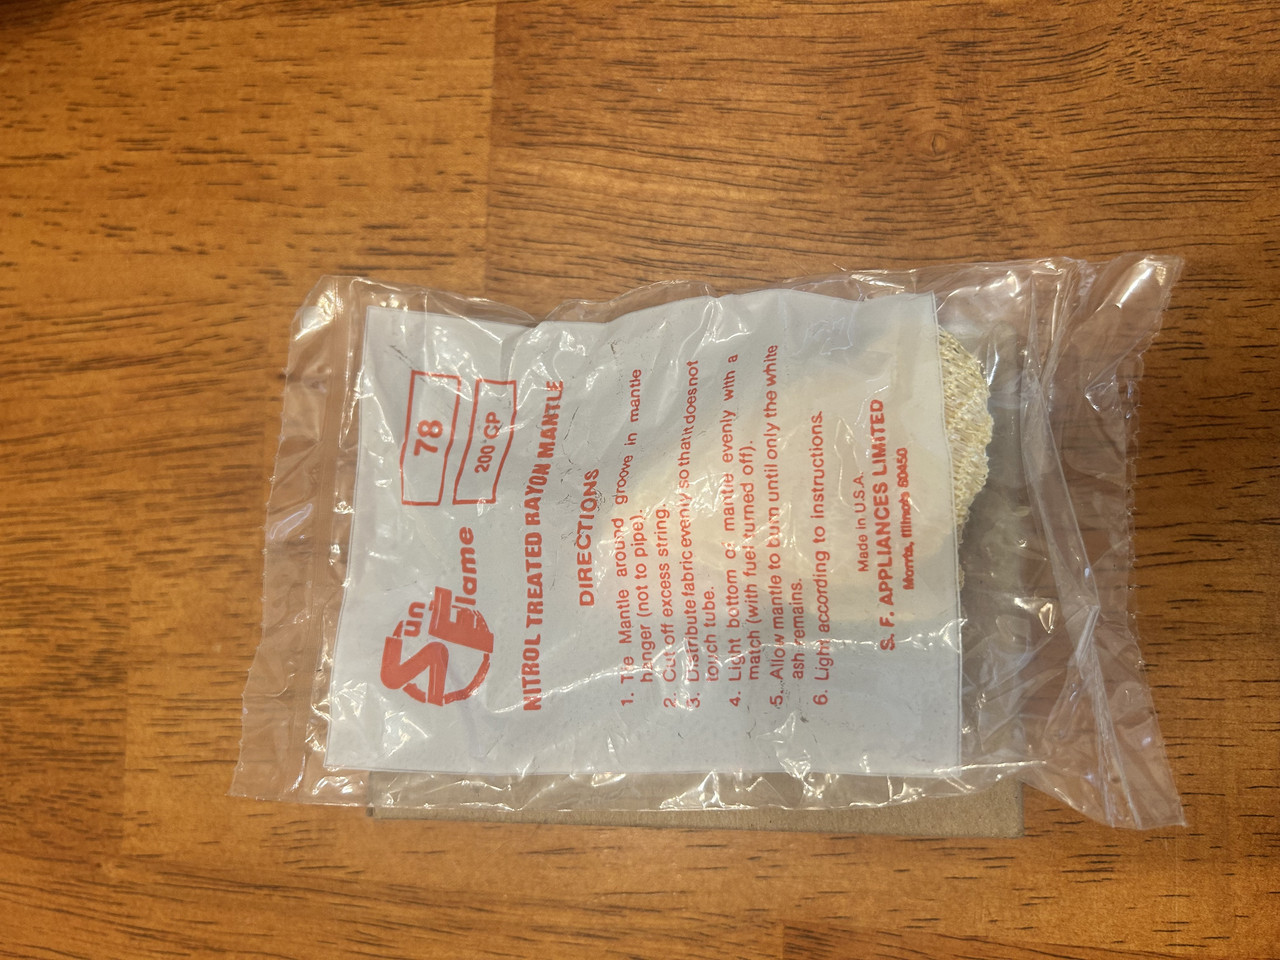 Sun Flame
78
200 CP
NITROL TREATED RAYON MANTLE
DIRECTIONS
1. Tie Mantle around groove in mantle
hanger (not to pipe).
2. Cut off excess string.
3. Distribute fabric evenly so that it does not
touch tube.
4. Light bottom of mantle evenly with a
match (with fuel turned off).
5. Allow mantle to burn until only the white
ash remains.
6. Light according to instructions.
Made in U.S.A.
S. F. APPLIANCES LIMITED
Morris, Illinois 60450